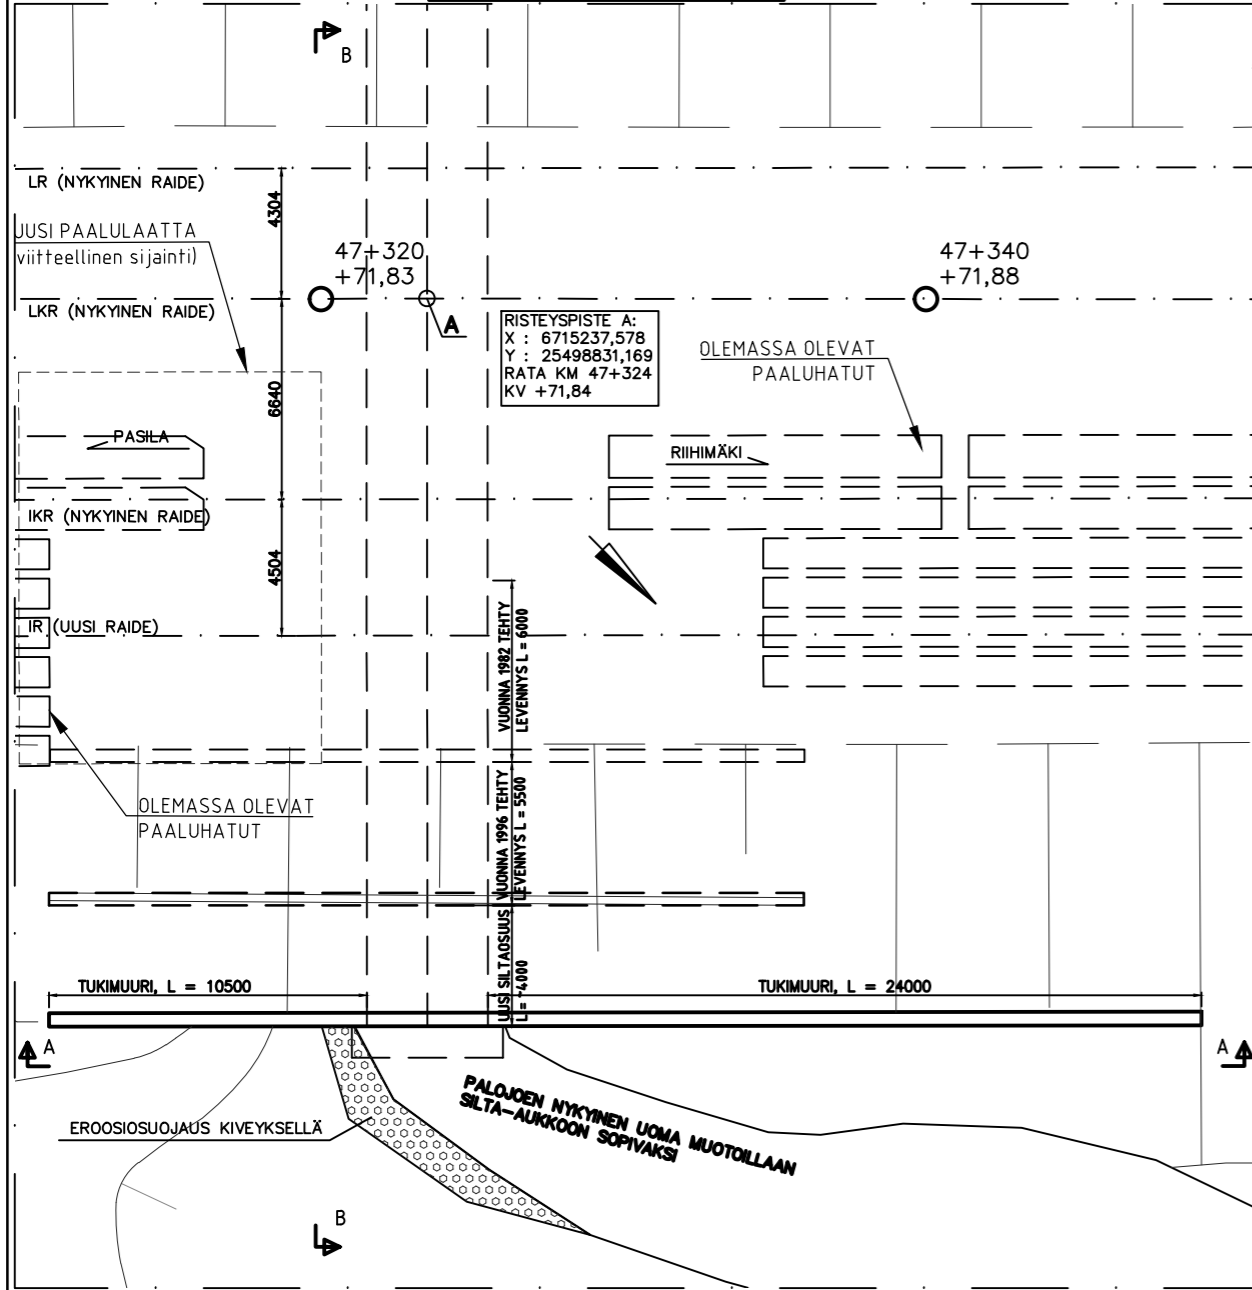 B
LR (NYKYINEN RAIDE)
4304
UUSI PAALULAATTA
viitteellinen sijainti)
47+320
+71,83
47+340
+71,88
LKR (NYKYINEN RAIDE)
A
RISTEYSPISTE A:
X : 6715237,578
Y : 25498831,169
RATA KM 47+324
KV +71,84
OLEMASSA OLEVAT
PAALUHATUT
6640
PASILA
RIIHIMÄKI
IKR (NYKYINEN RAIDE)
4504
IR (UUSI RAIDE)
VUONNA 1982 TEHTY
LEVENNYS L = 6000
VUONNA 1996 TEHTY
LEVENNYS L = 5500
OLEMASSA OLEVAT
PAALUHATUT
UUSI SILTAOSUUS
L= ~4000
TUKIMUURI, L = 10500
TUKIMUURI, L = 24000
A
A
PALOJOEN NYKYINEN UOMA MUOTOILLAAN
SILTA-AUKKOON SOPIVAKSI
EROOSIOSUOJAUS KIVEYKSELLÄ
B